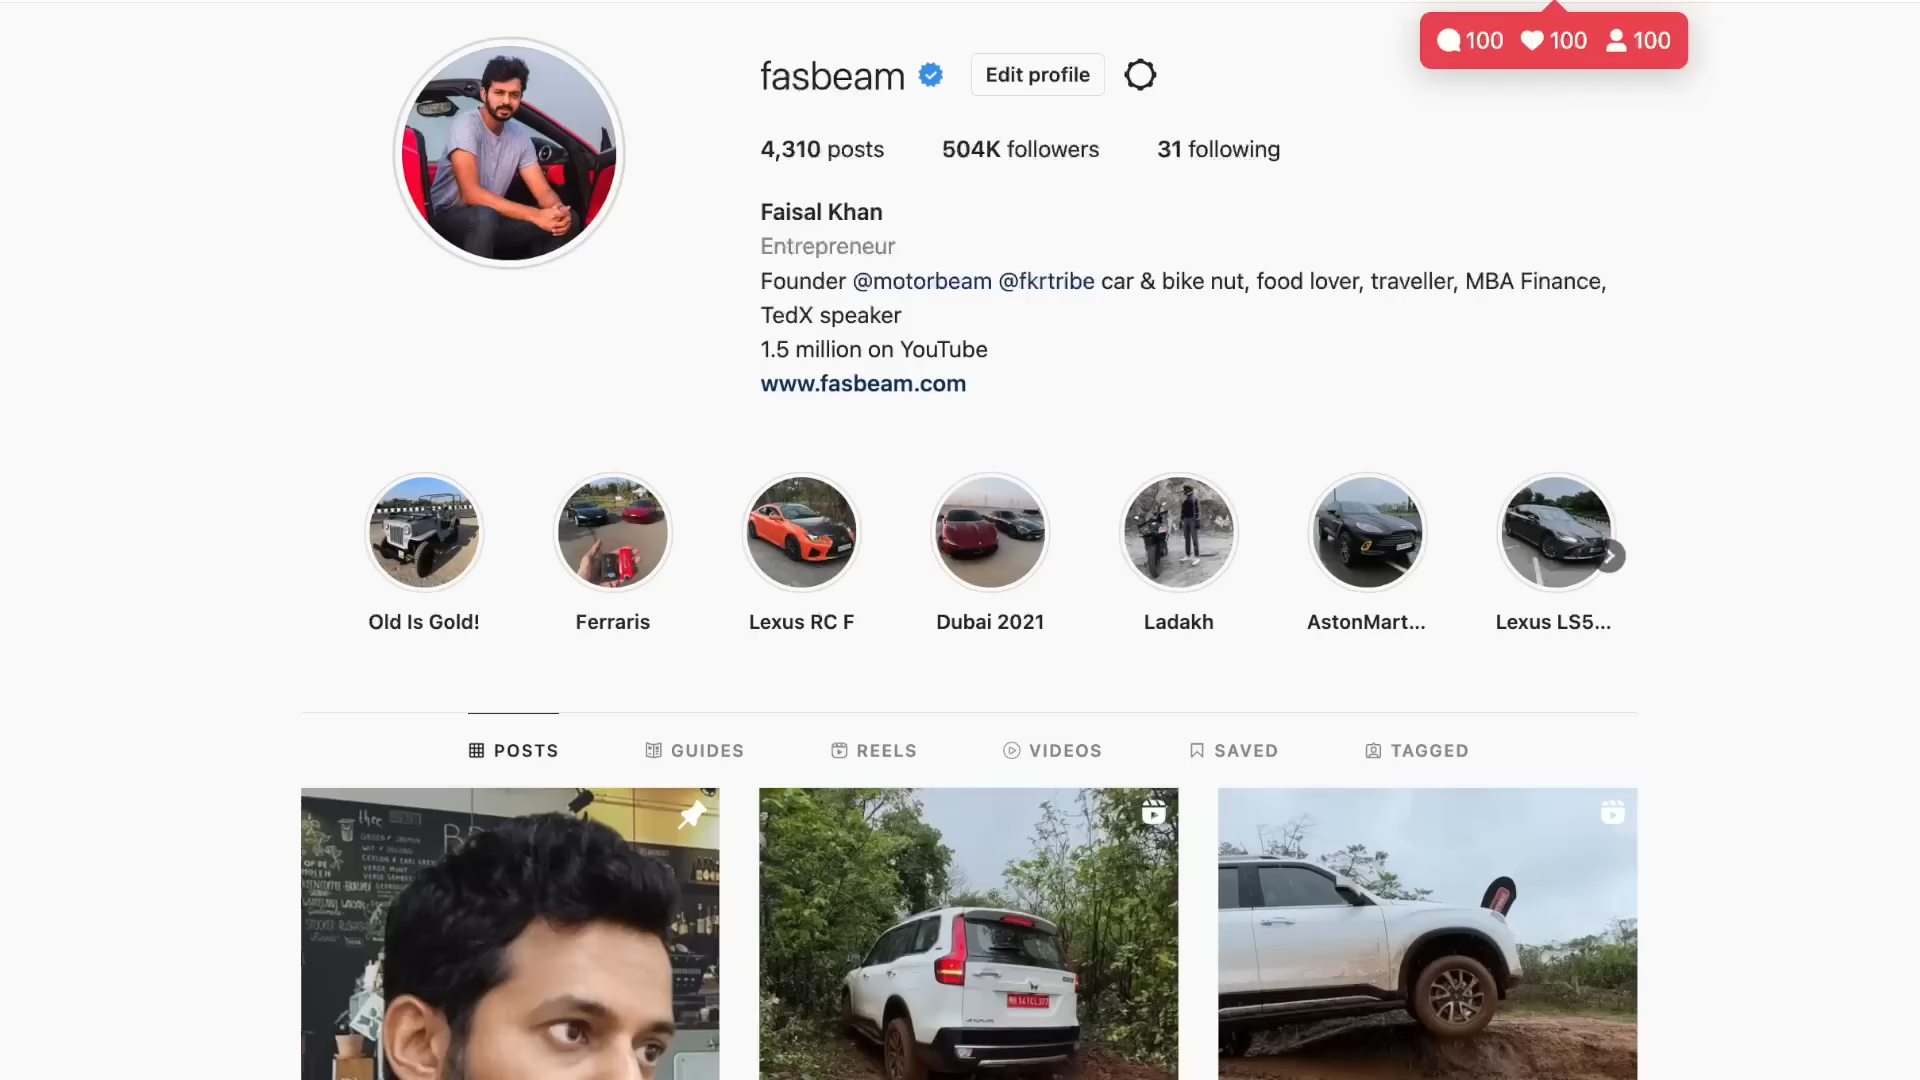 100 100 100
fasbeam Edit profile
4,310 posts 504K followers 31 following
Faisal Khan
Entrepreneur
Founder @motorbeam @fkrtribe car & bike nut, food lover, traveller, MBA Finance,
TedX speaker
1.5 million on YouTube
www.fasbeam.com
Old Is Gold! Ferraris Lexus RC F Dubai 2021 Ladakh AstonMart... Lexus LS5...
POSTS GUIDES REELS VIDEOS SAVED TAGGED
thee